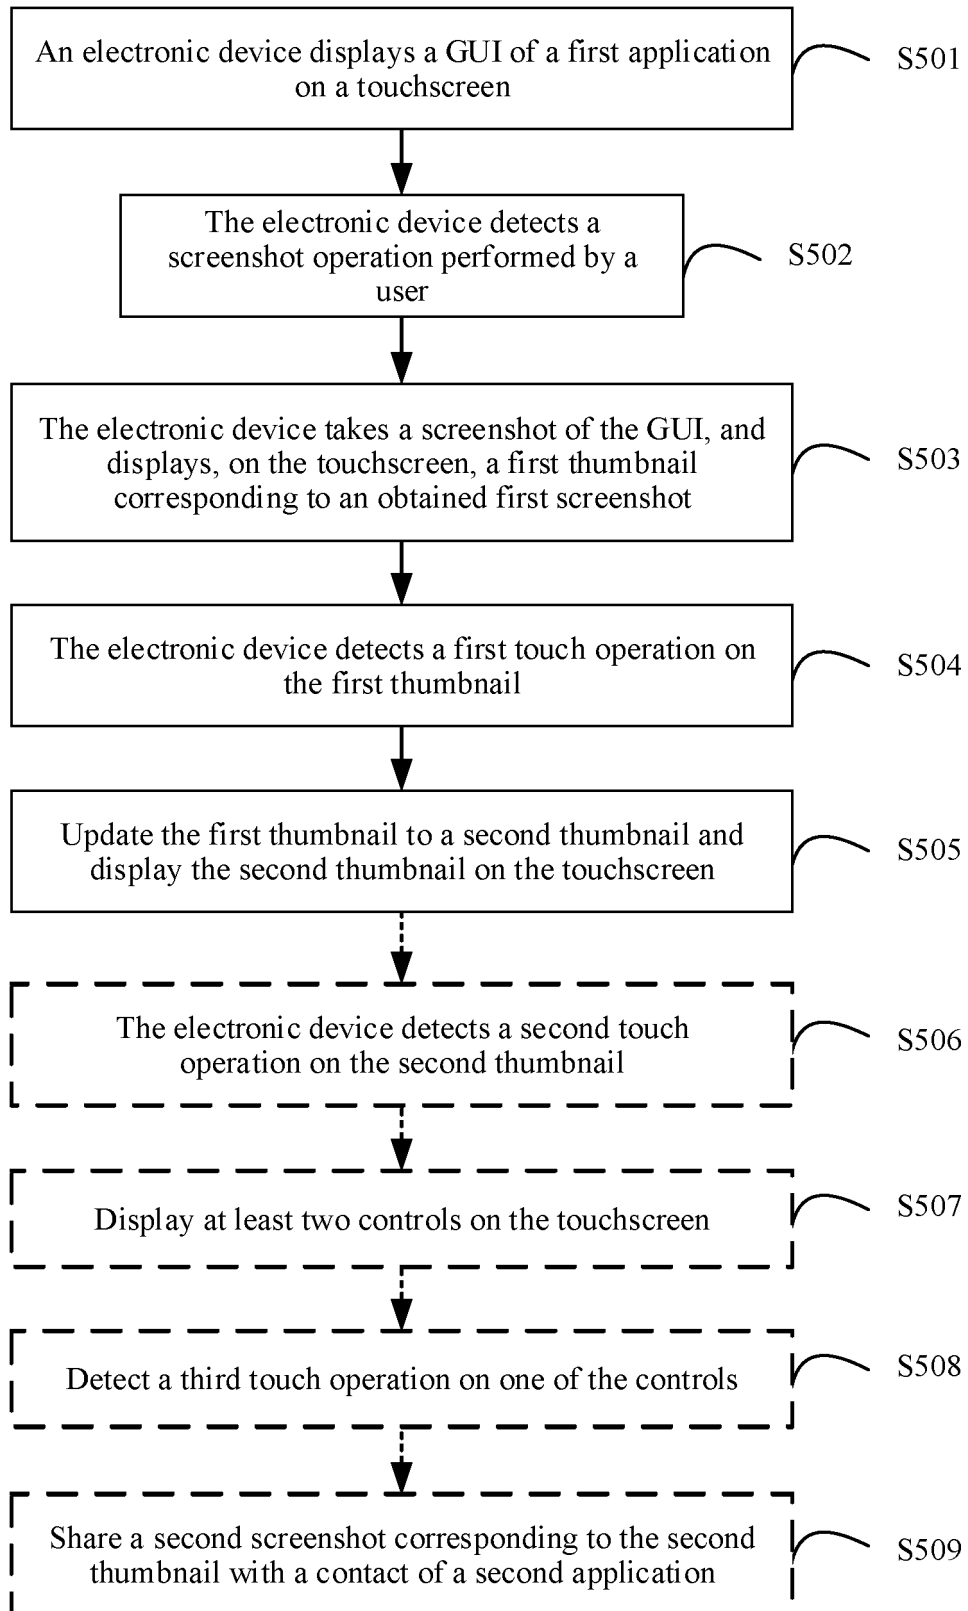 An electronic device displays a GUI of a first application
on a touchscreen
S501
The electronic device detects a
screenshot operation performed by a
user
S502
The electronic device takes a screenshot of the GUI, and
displays, on the touchscreen, a first thumbnail
corresponding to an obtained first screenshot
S503
The electronic device detects a first touch operation on
the first thumbnail
S504
Update the first thumbnail to a second thumbnail and
display the second thumbnail on the touchscreen
S505
The electronic device detects a second touch
operation on the second thumbnail
S506
Display at least two controls on the touchscreen
S507
Detect a third touch operation on one of the controls
S508
Share a second screenshot corresponding to the second
thumbnail with a contact of a second application
S509